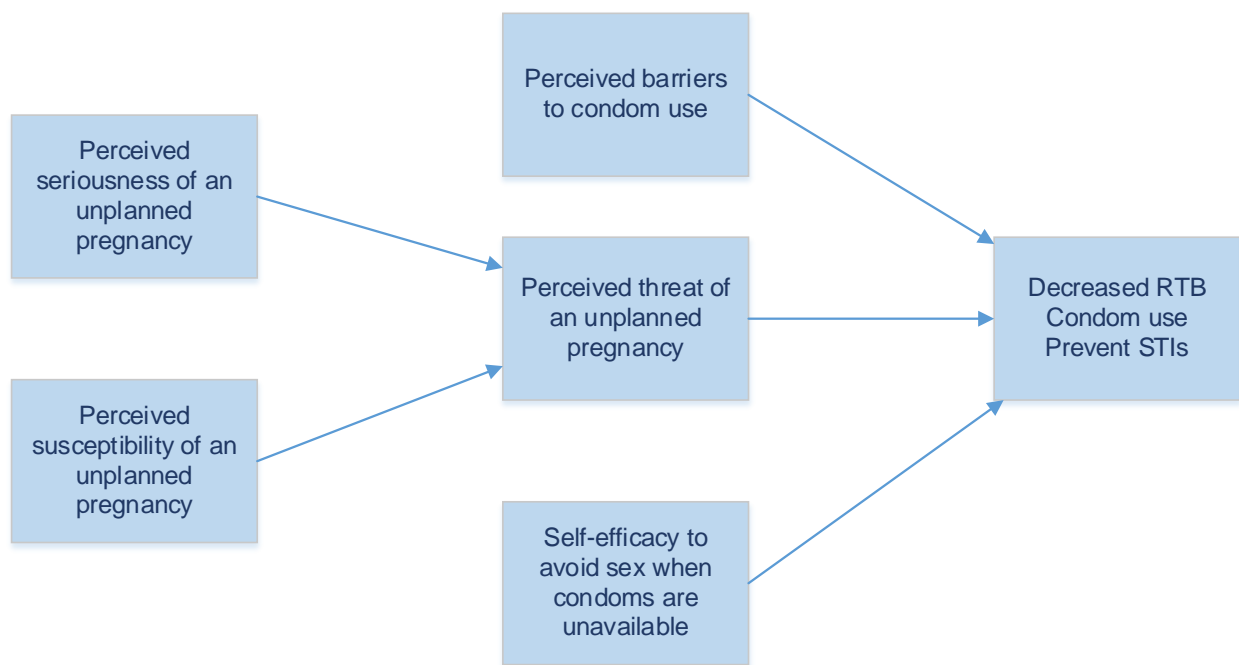 Perceived
seriousness of an
unplanned
pregnancy
Perceived
susceptibility of an
unplanned
pregnancy
Perceived barriers
to condom use
Perceived threat of
an unplanned
pregnancy
Self-efficacy to
avoid sex when
condoms are
unavailable
Decreased RTB
Condom use
Prevent STIs